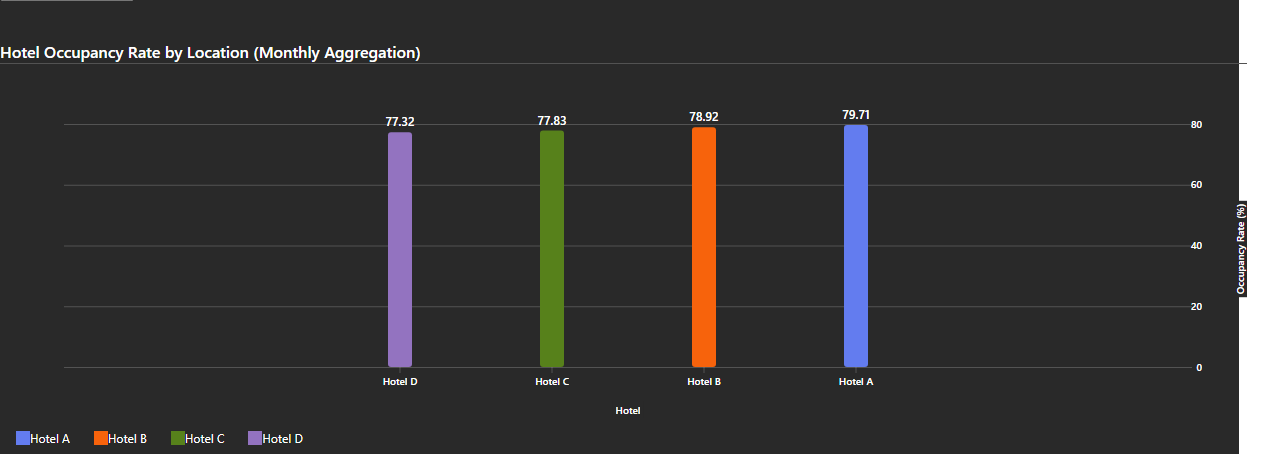 Hotel Occupancy Rate by Location (Monthly Aggregation)
77.32
77.83
78.92
79.71
80
60
40
20
0
Occupancy Rate (%)
Hotel D
Hotel C
Hotel B
Hotel A
Hotel
Hotel A
Hotel B
Hotel C
Hotel D